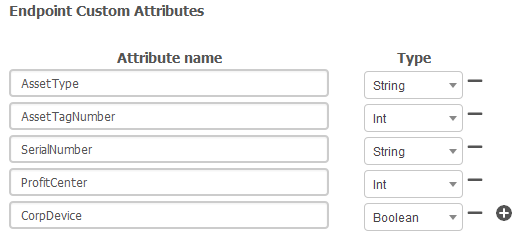 Endpoint Custom Attributes
Attribute name Type
AssetType String
AssetTagNumber Int
SerialNumber String
ProfitCenter Int
CorpDevice Boolean